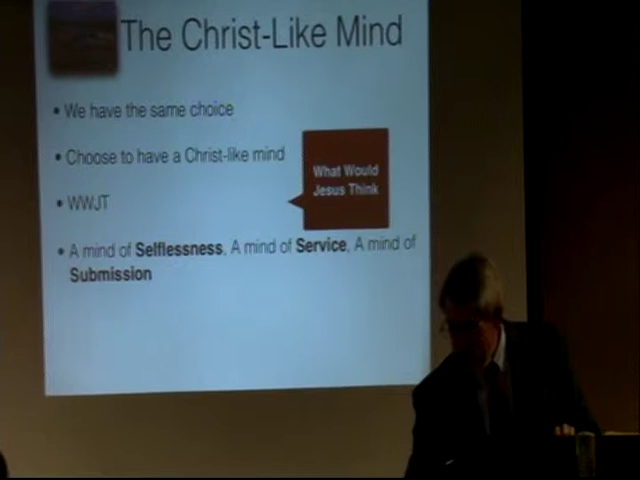 The Christ-Like Mind
• We have the same choice
• Choose to have a Christ-like mind
What Would
Jesus Think
• WWJT
• A mind of Selflessness, A mind of Service, A mind of
Submission